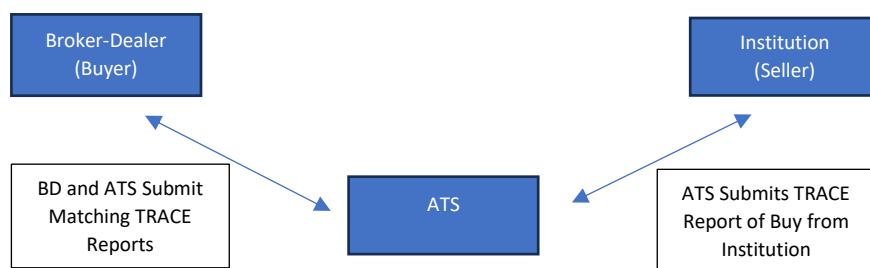 Broker-Dealer
(Buyer)
Institution
(Seller)
BD and ATS Submit
Matching TRACE
Reports
ATS
ATS Submits TRACE
Report of Buy from
Institution